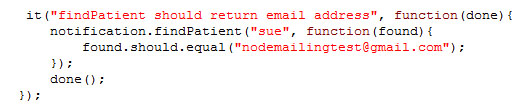 it("findPatient should return email address", function(done){
notification.findPatient("sue", function(found){
found.should.equal("nodemailingtest@gmail.com");
});
done();
});